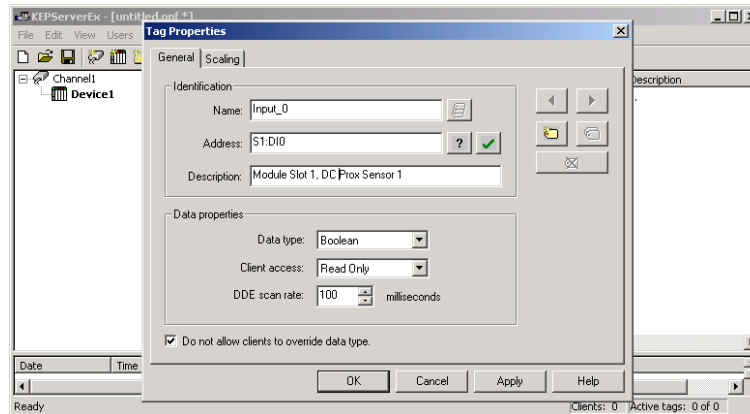 KEPServerEx - [untitled.opf *]
File Edit View Users
Tag Properties
General Scaling
Channel1
Device1
Description
Identification
Name: Input_0
Address: S1:DI0
?
Description: Module Slot 1, DC Prox Sensor 1
Data properties
Data type: Boolean
Client access: Read Only
DDE scan rate: 100 milliseconds
Do not allow clients to override data type.
Date Time
OK Cancel Apply Help
Ready Clients: 0 Active tags: 0 of 0